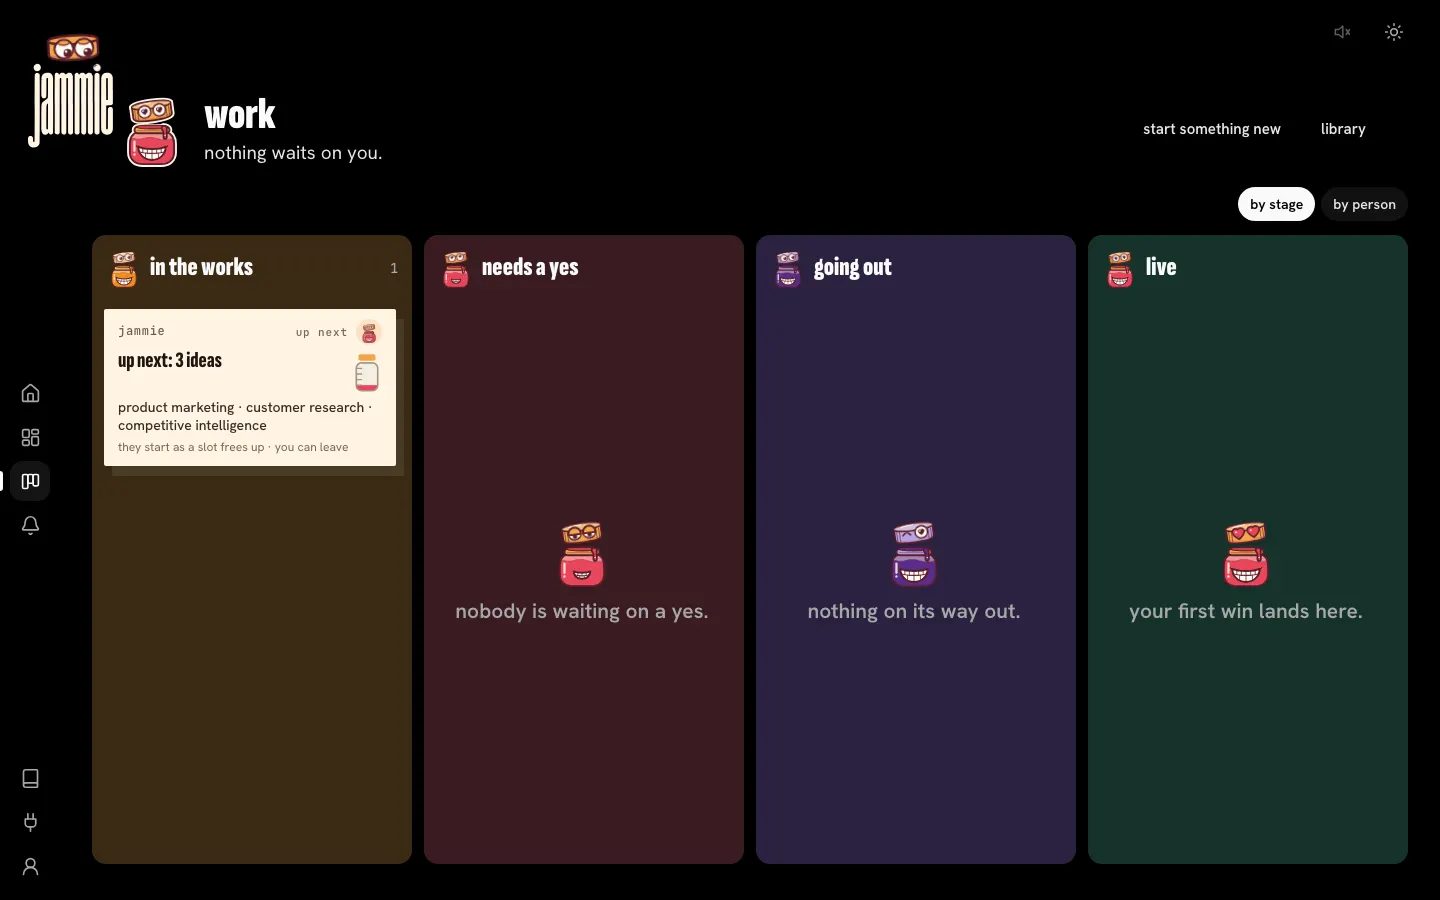 jammie
work
nothing waits on you.
start something new
library
by stage
by person
in the works
1
jammie
up next
up next: 3 ideas
product marketing · customer research ·
competitive intelligence
they start as a slot frees up · you can leave
needs a yes
nobody is waiting on a yes.
going out
nothing on its way out.
live
your first win lands here.